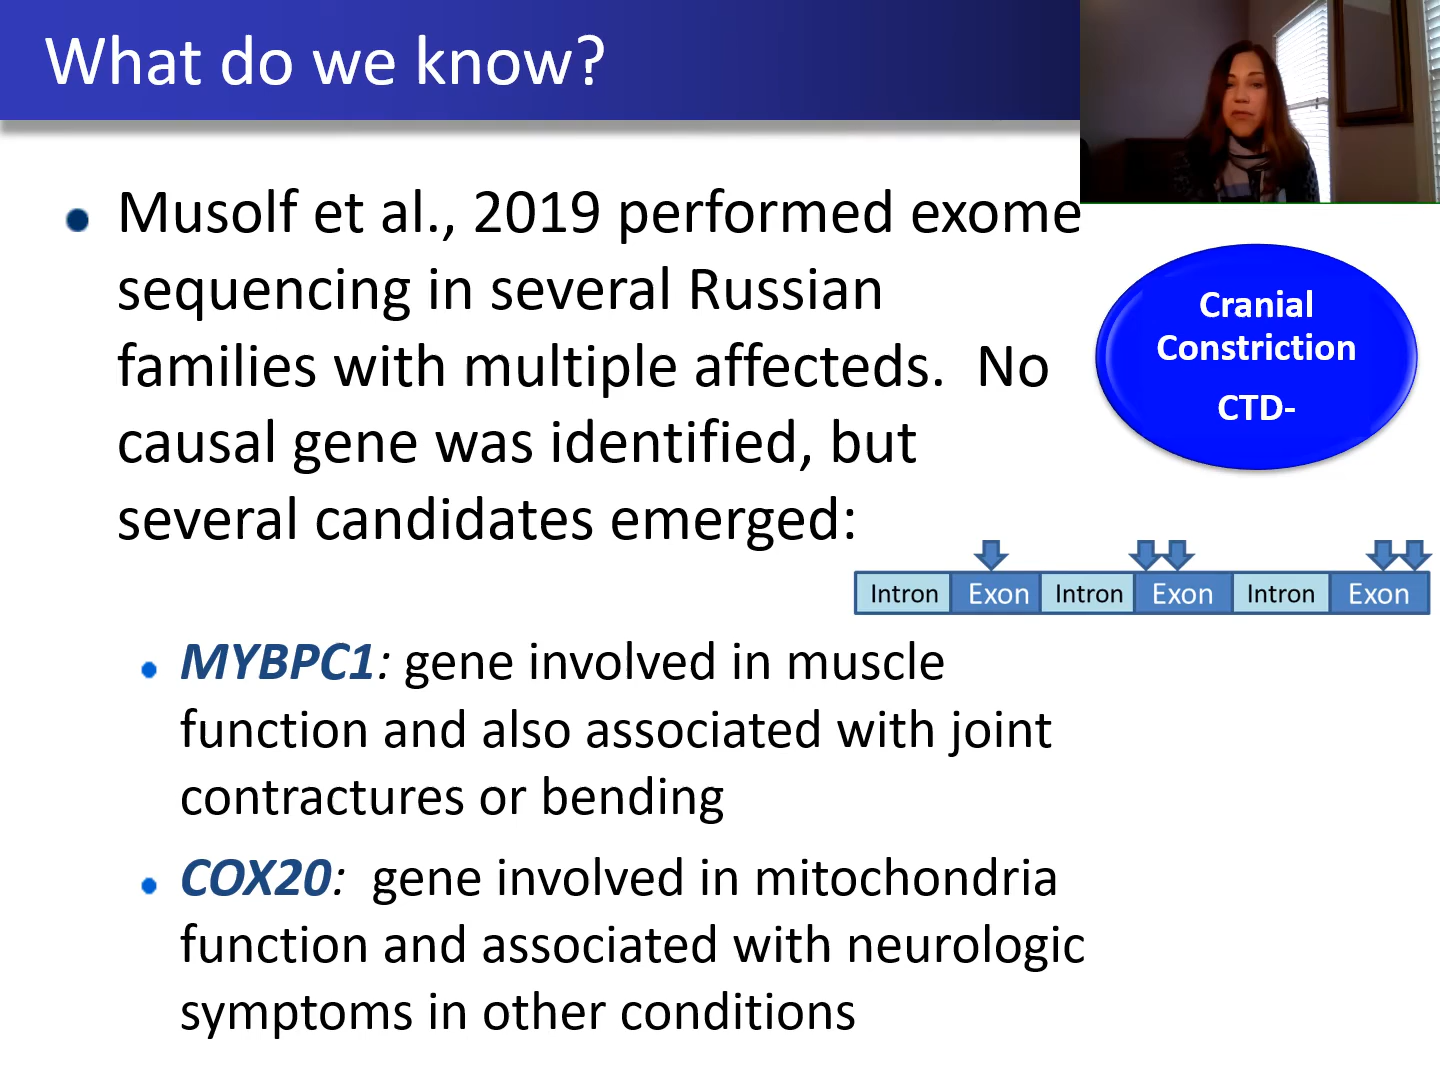 What do we know?
Musolf et al., 2019 performed exome
sequencing in several Russian
families with multiple affecteds.  No
causal gene was identified, but
several candidates emerged:
Cranial
Constriction
CTD-
Intron Exon Intron Exon Intron Exon
MYBPC1: gene involved in muscle
function and also associated with joint
contractures or bending
COX20:  gene involved in mitochondria
function and associated with neurologic
symptoms in other conditions